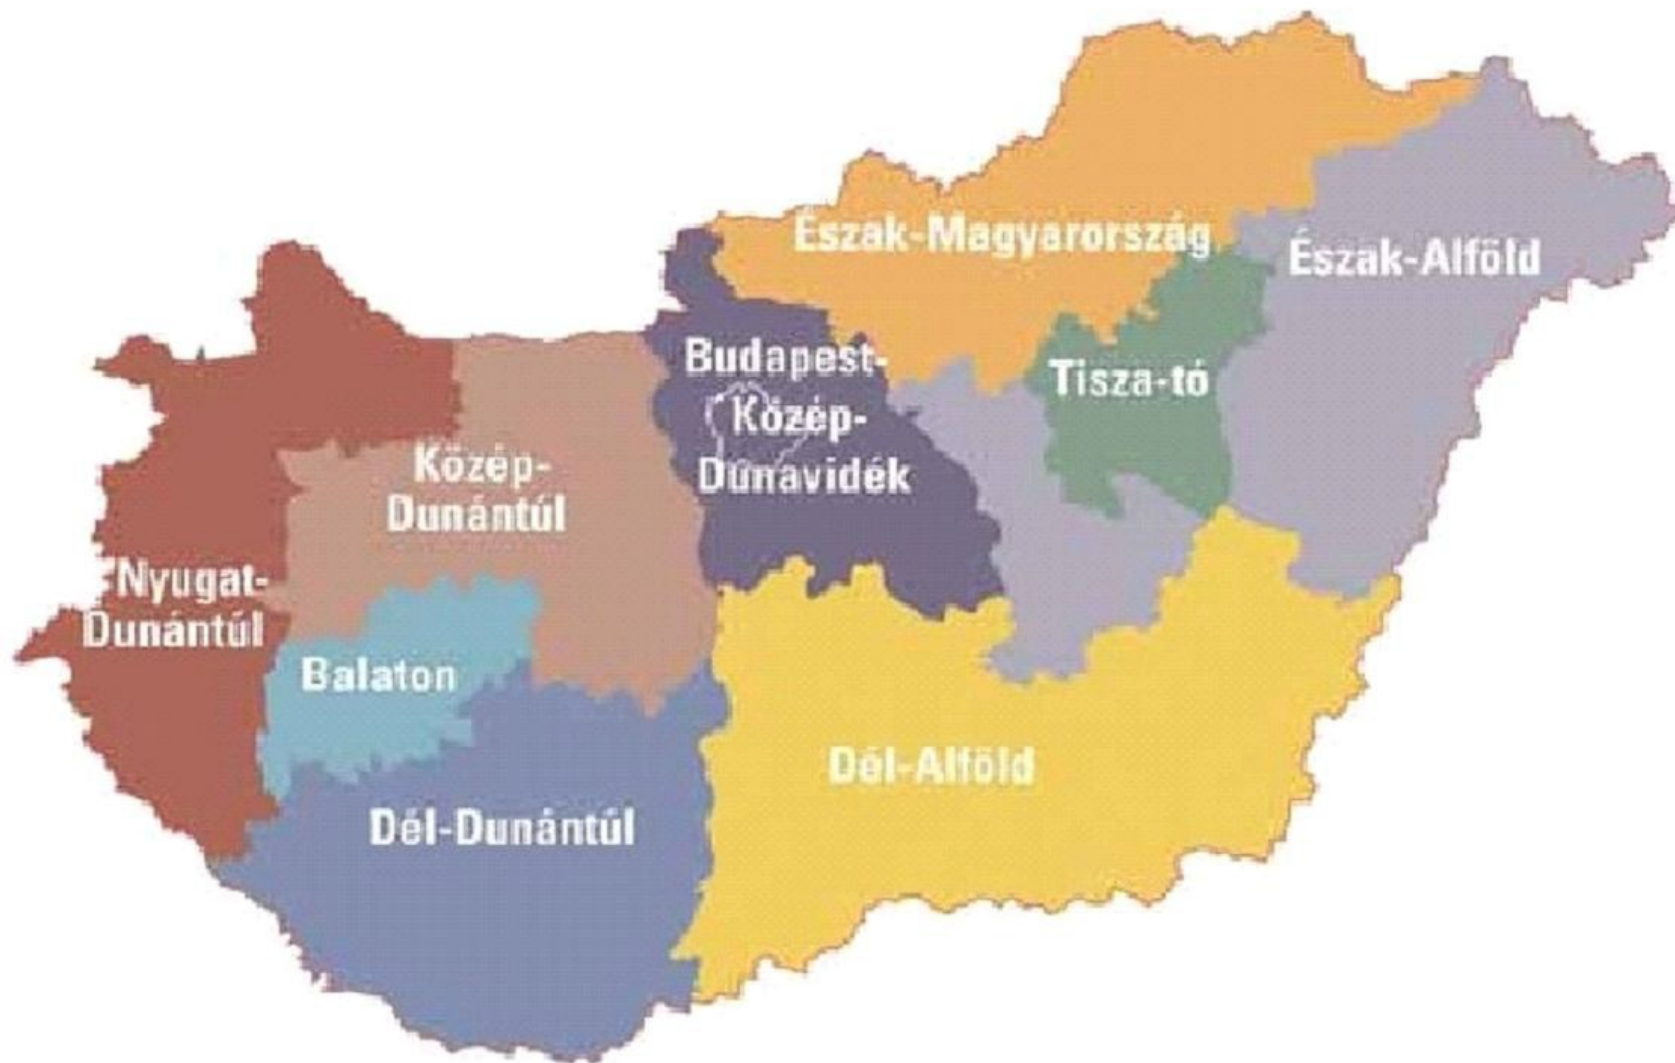 Észak-Magyarország
Észak-Alföld
Budapest-
Közép-
Dunavidék
Tisza-tó
Közép-
Dunántúl
Nyugat-
Dunántúl
Balaton
Dél-Alföld
Dél-Dunántúl